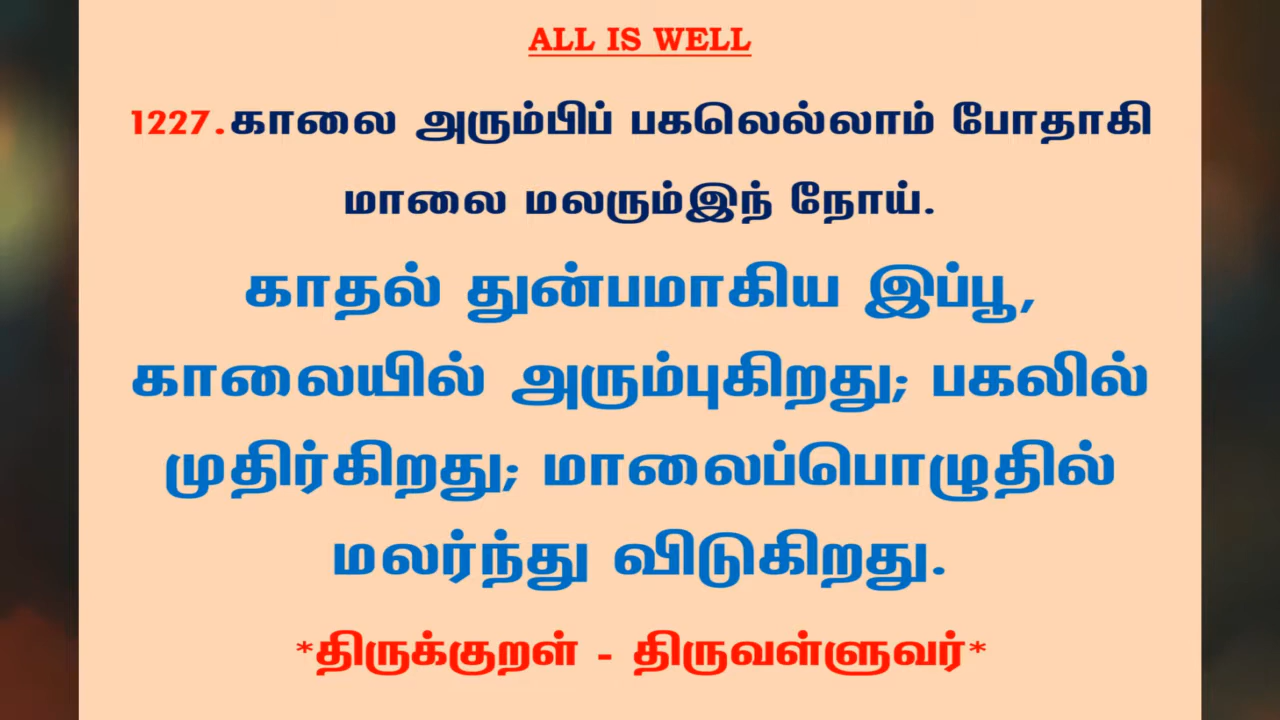 ALL IS WELL
1227.காலை அரும்பிப் பகலெல்லாம் போதாகி
மாலை மலரும்இந் நோய்.
காதல் துன்பமாகிய இப்பூ,
காலையில் அரும்புகிறது; பகலில்
முதிர்கிறது; மாலைப்பொழுதில்
மலர்ந்து விடுகிறது.
*திருக்குறள் - திருவள்ளுவர்*